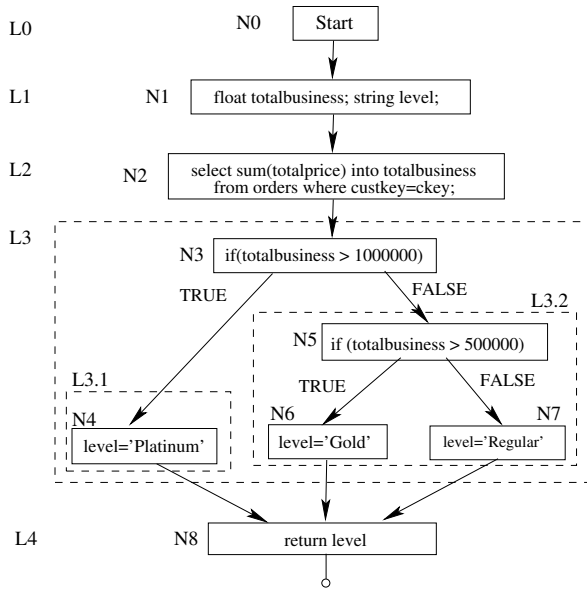 L0
N0
Start
L1
N1
float totalbusiness; string level;
L2
N2
select sum(totalprice) into totalbusiness
from orders where custkey=ckey;
L3
N3
if(totalbusiness > 1000000)
TRUE
FALSE
L3.2
N5
if (totalbusiness > 500000)
L3.1
TRUE
FALSE
N4
level=’Platinum’
N6
level=’Gold’
N7
level=’Regular’
L4
N8
return level